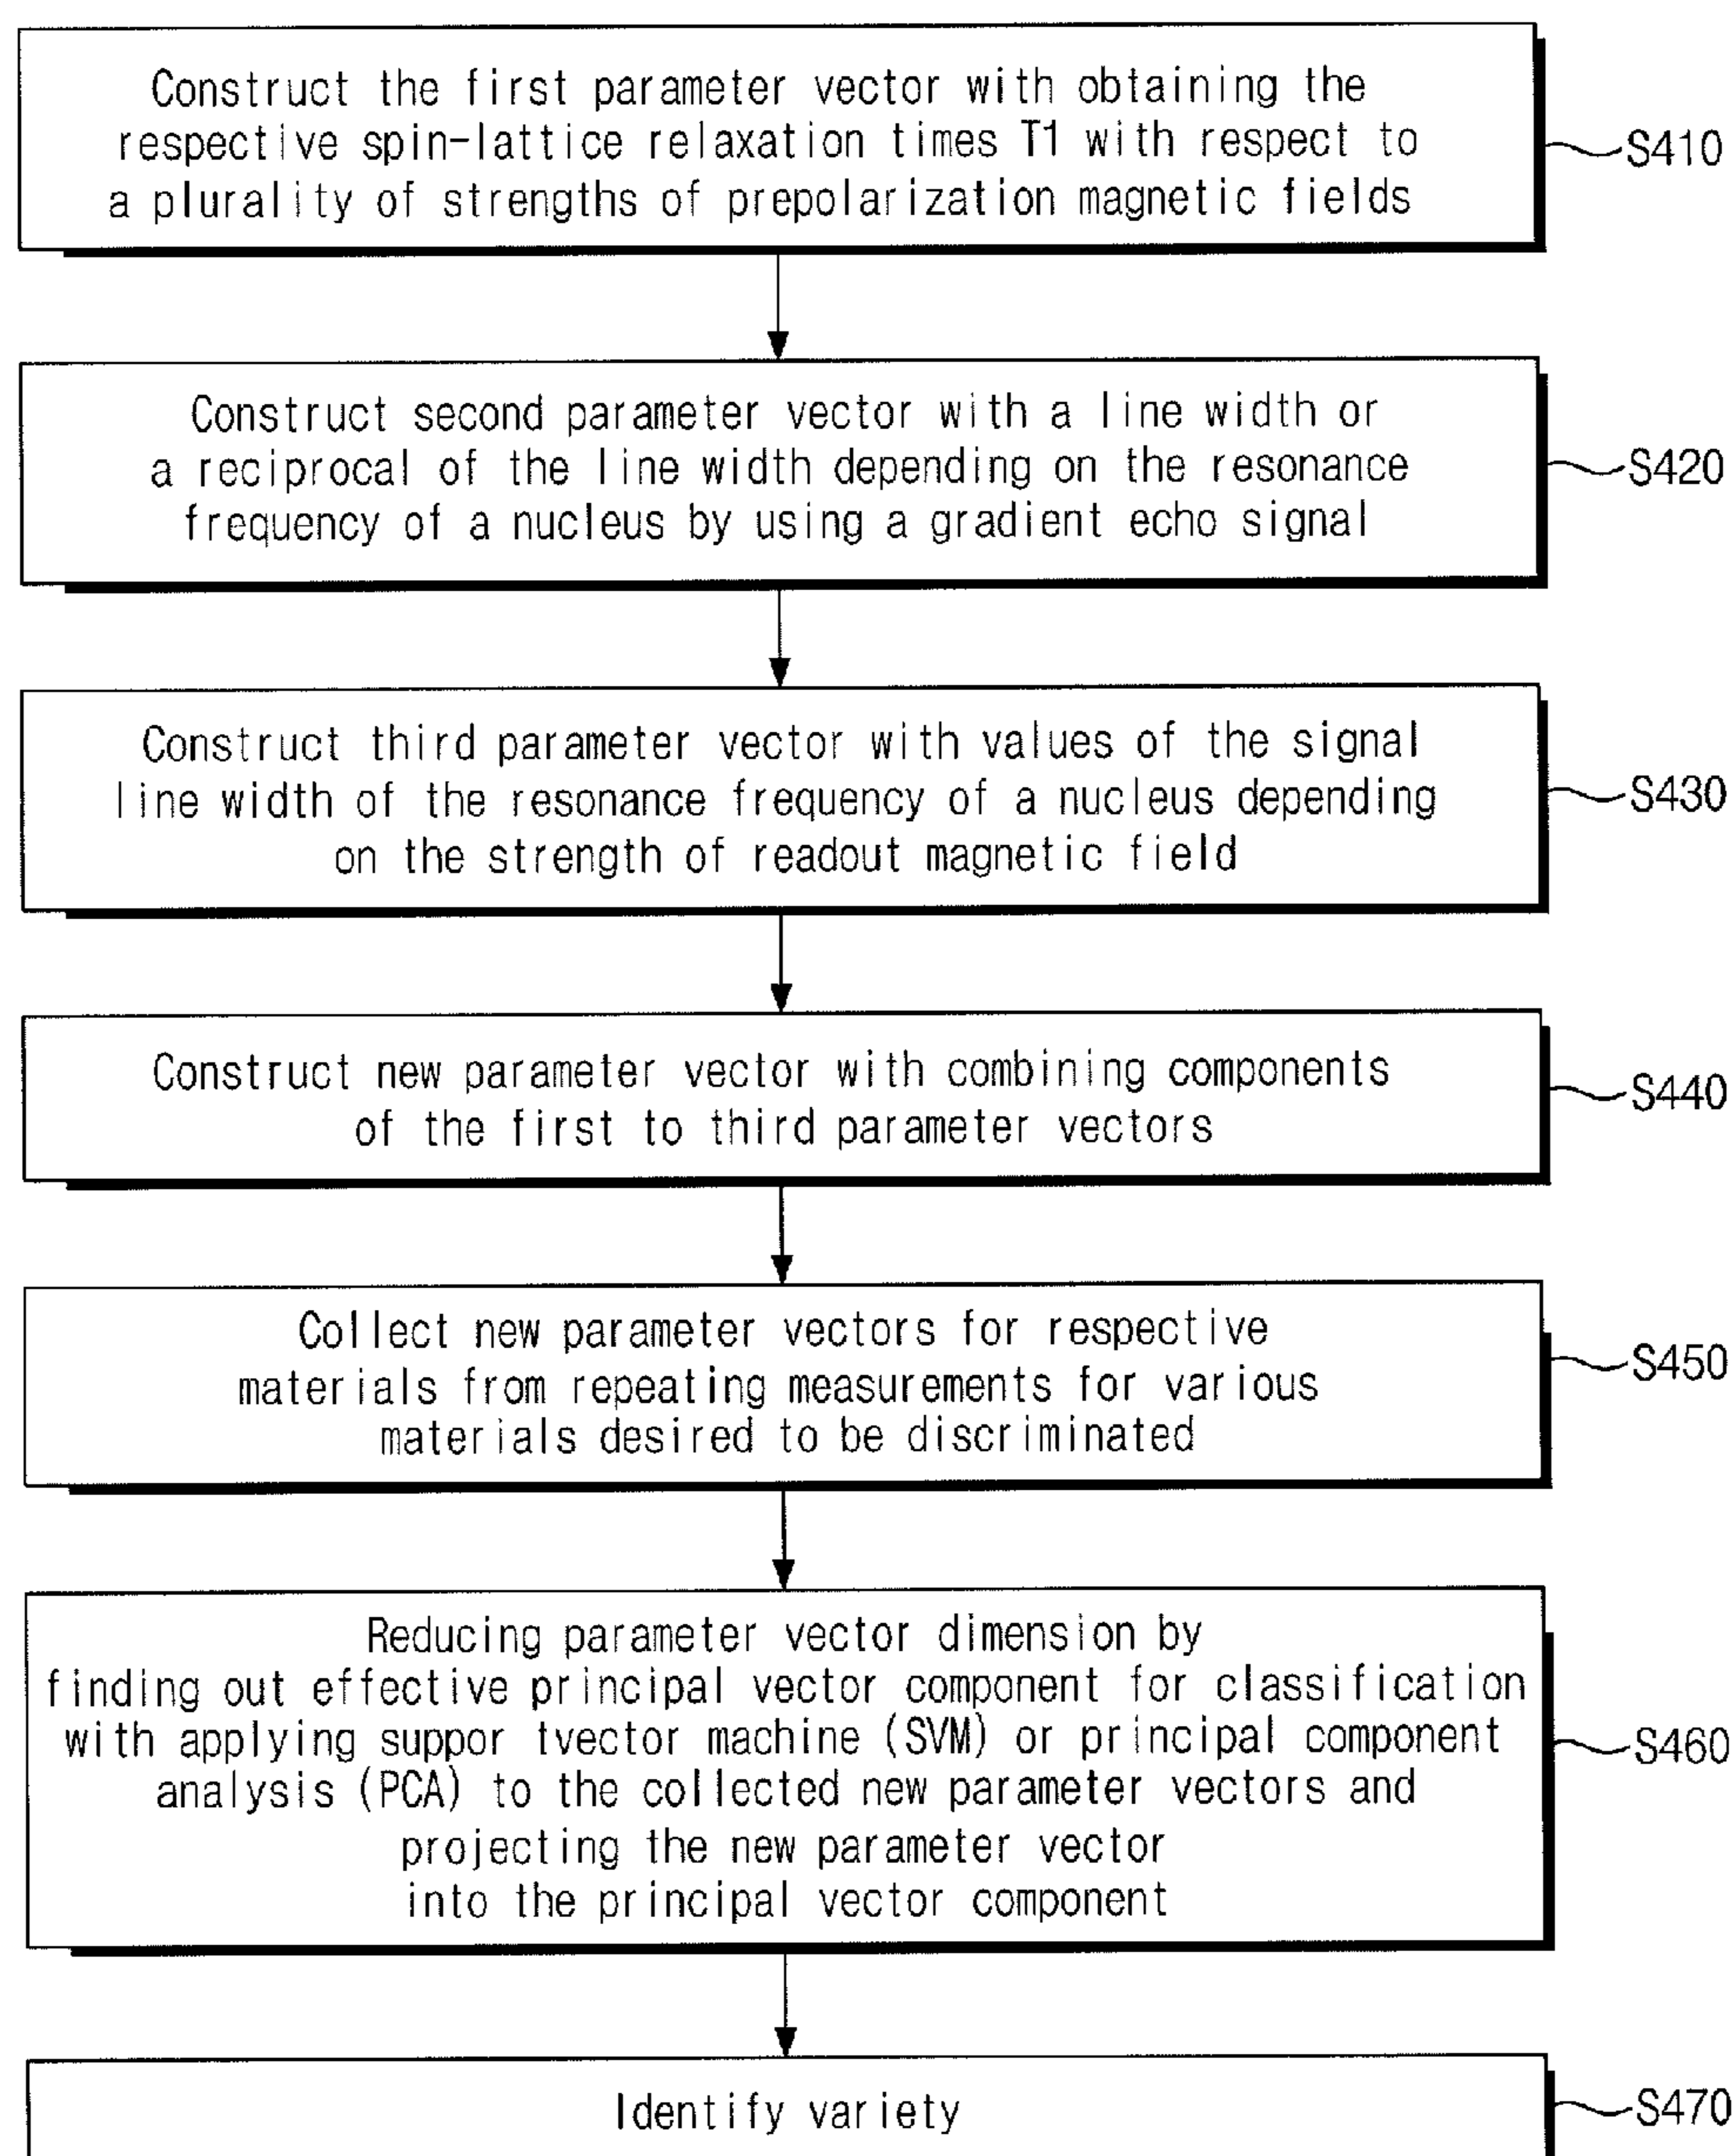 Construct the first parameter vector with obtaining the
respective spin-lattice relaxation times T1 with respect to
a plurality of strengths of prepolarization magnetic fields
S410
Construct second parameter vector with a line width or
a reciprocal of the line width depending on the resonance
frequency of a nucleus by using a gradient echo signal
S420
Construct third parameter vector with values of the signal
line width of the resonance frequency of a nucleus depending
on the strength of readout magnetic field
S430
Construct new parameter vector with combining components
of the first to third parameter vectors
S440
Collect new parameter vectors for respective
materials from repeating measurements for various
materials desired to be discriminated
S450
Reducing parameter vector dimension by
finding out effective principal vector component for classification
with applying suppor tvector machine (SVM) or principal component
analysis (PCA) to the collected new parameter vectors and
projecting the new parameter vector
into the principal vector component
S460
Identify variety
S470